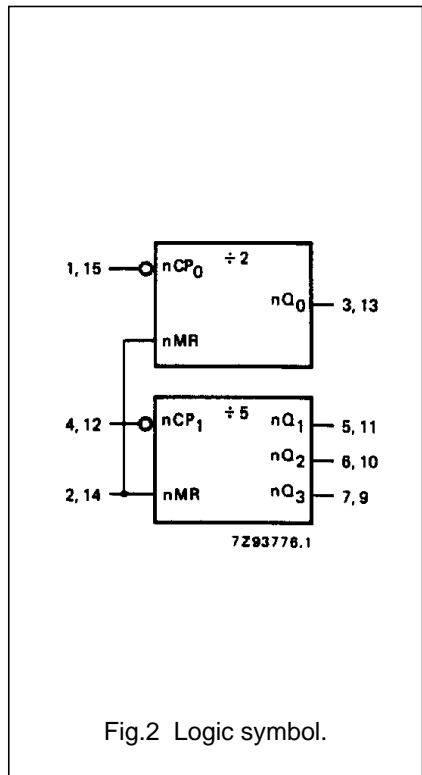 ÷2
1, 15 nCP0
nQ0 3, 13
nMR
÷5
4, 12 nCP1 nQ1 5, 11
nQ2 6, 10
2, 14 nMR nQ3 7, 9
7Z93776.1
Fig.2 Logic symbol.